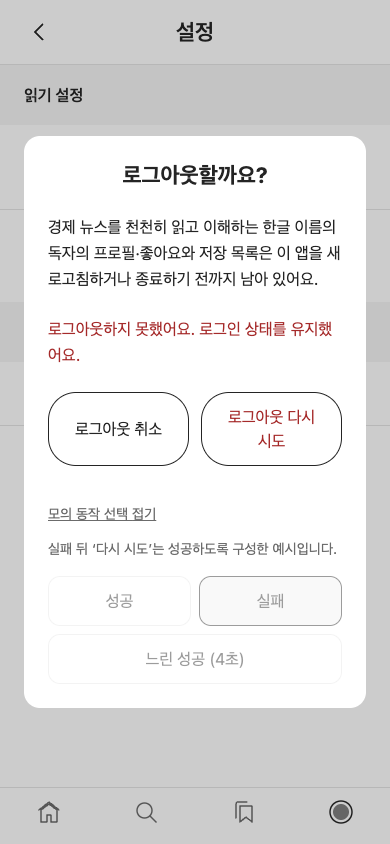 설정
읽기 설정
로그아웃할까요?
경제 뉴스를 천천히 읽고 이해하는 한글 이름의
독자의 프로필·좋아요와 저장 목록은 이 앱을 새
로고침하거나 종료하기 전까지 남아 있어요.
로그아웃하지 못했어요. 로그인 상태를 유지했
어요.
로그아웃 취소
로그아웃 다시
시도
모의 동작 선택 접기
실패 뒤 ‘다시 시도’는 성공하도록 구성한 예시입니다.
성공
실패
느린 성공 (4초)